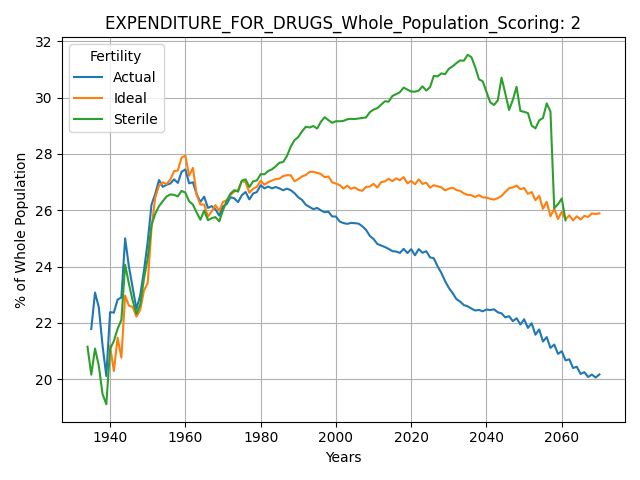 EXPENDITURE_FOR_DRUGS_Whole_Population_Scoring: 2
Fertility
Actual
Ideal
Sterile
% of Whole Population
32
30
28
26
24
22
20
1940
1960
1980
2000
2020
2040
2060
Years